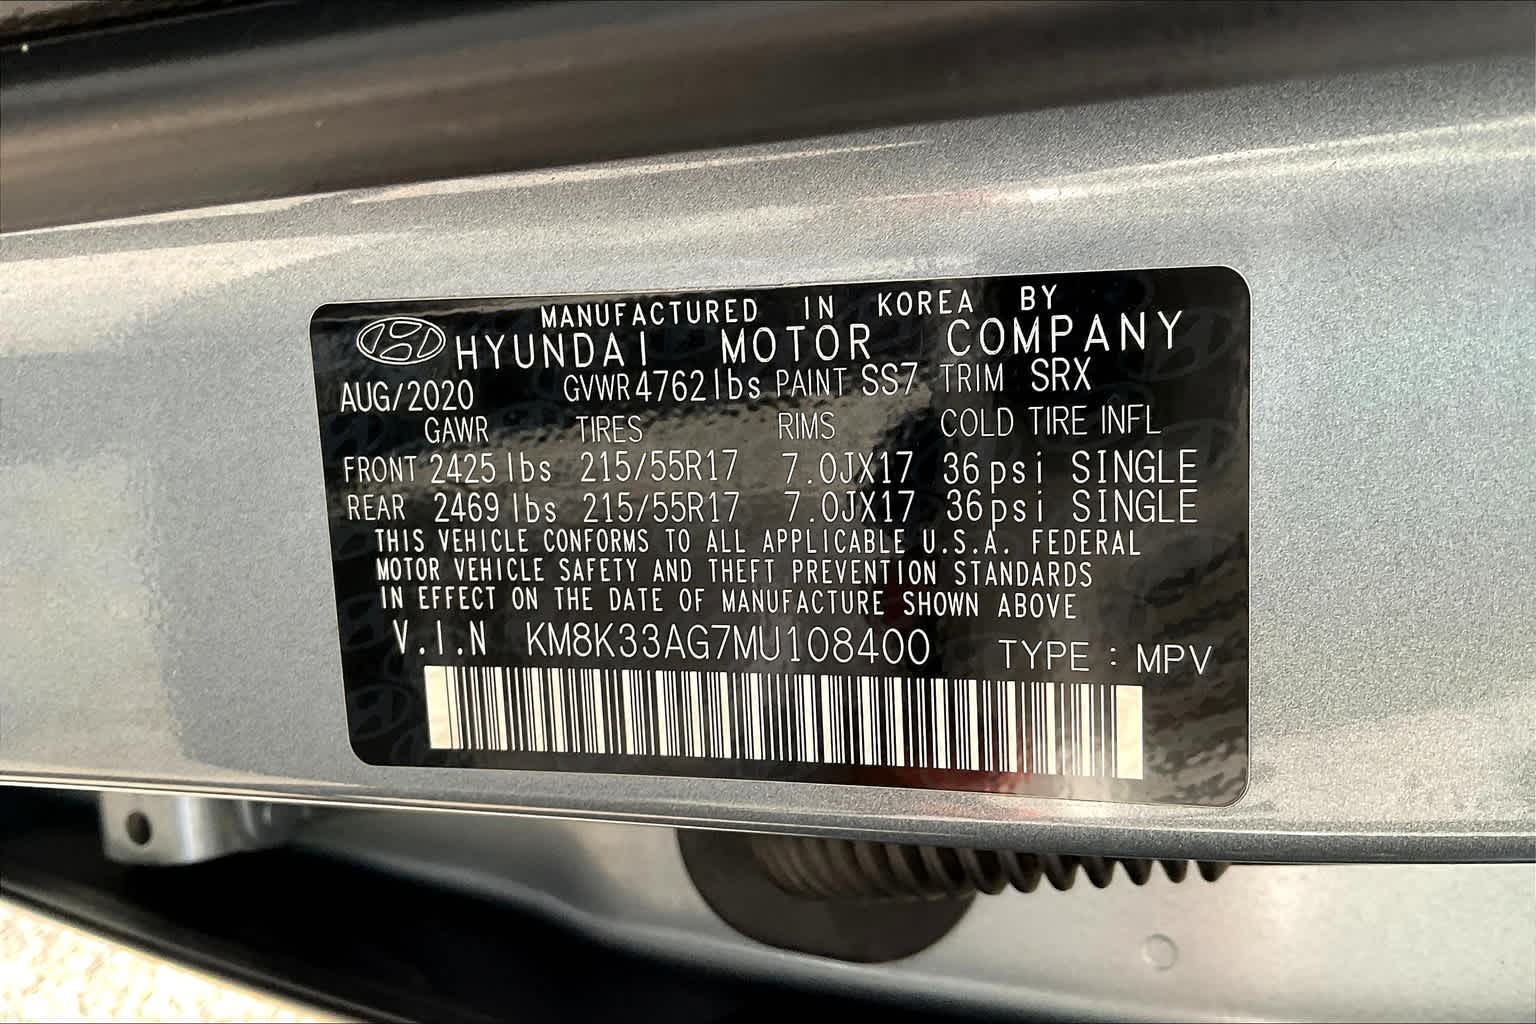 MANUFACTURED IN KOREA BY
HYUNDAI MOTOR COMPANY
AUG/2020 GVWR 4762 lbs PAINT SS7 TRIM SRX
GAWR TIRES RIMS COLD TIRE INFL
FRONT 2425 lbs 215/55R17 7.0JX17 36 psi SINGLE
REAR 2469 lbs 215/55R17 7.0JX17 36 psi SINGLE
THIS VEHICLE CONFORMS TO ALL APPLICABLE U.S.A. FEDERAL
MOTOR VEHICLE SAFETY AND THEFT PREVENTION STANDARDS
IN EFFECT ON THE DATE OF MANUFACTURE SHOWN ABOVE
V.I.N KM8K33AG7MU108400 TYPE : MPV